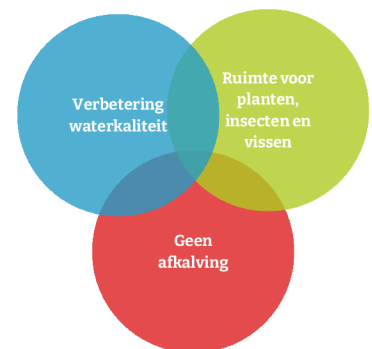 Verbetering
waterkaliteit
Ruimte voor
planten,
insecten en
vissen
Geen
afkalving